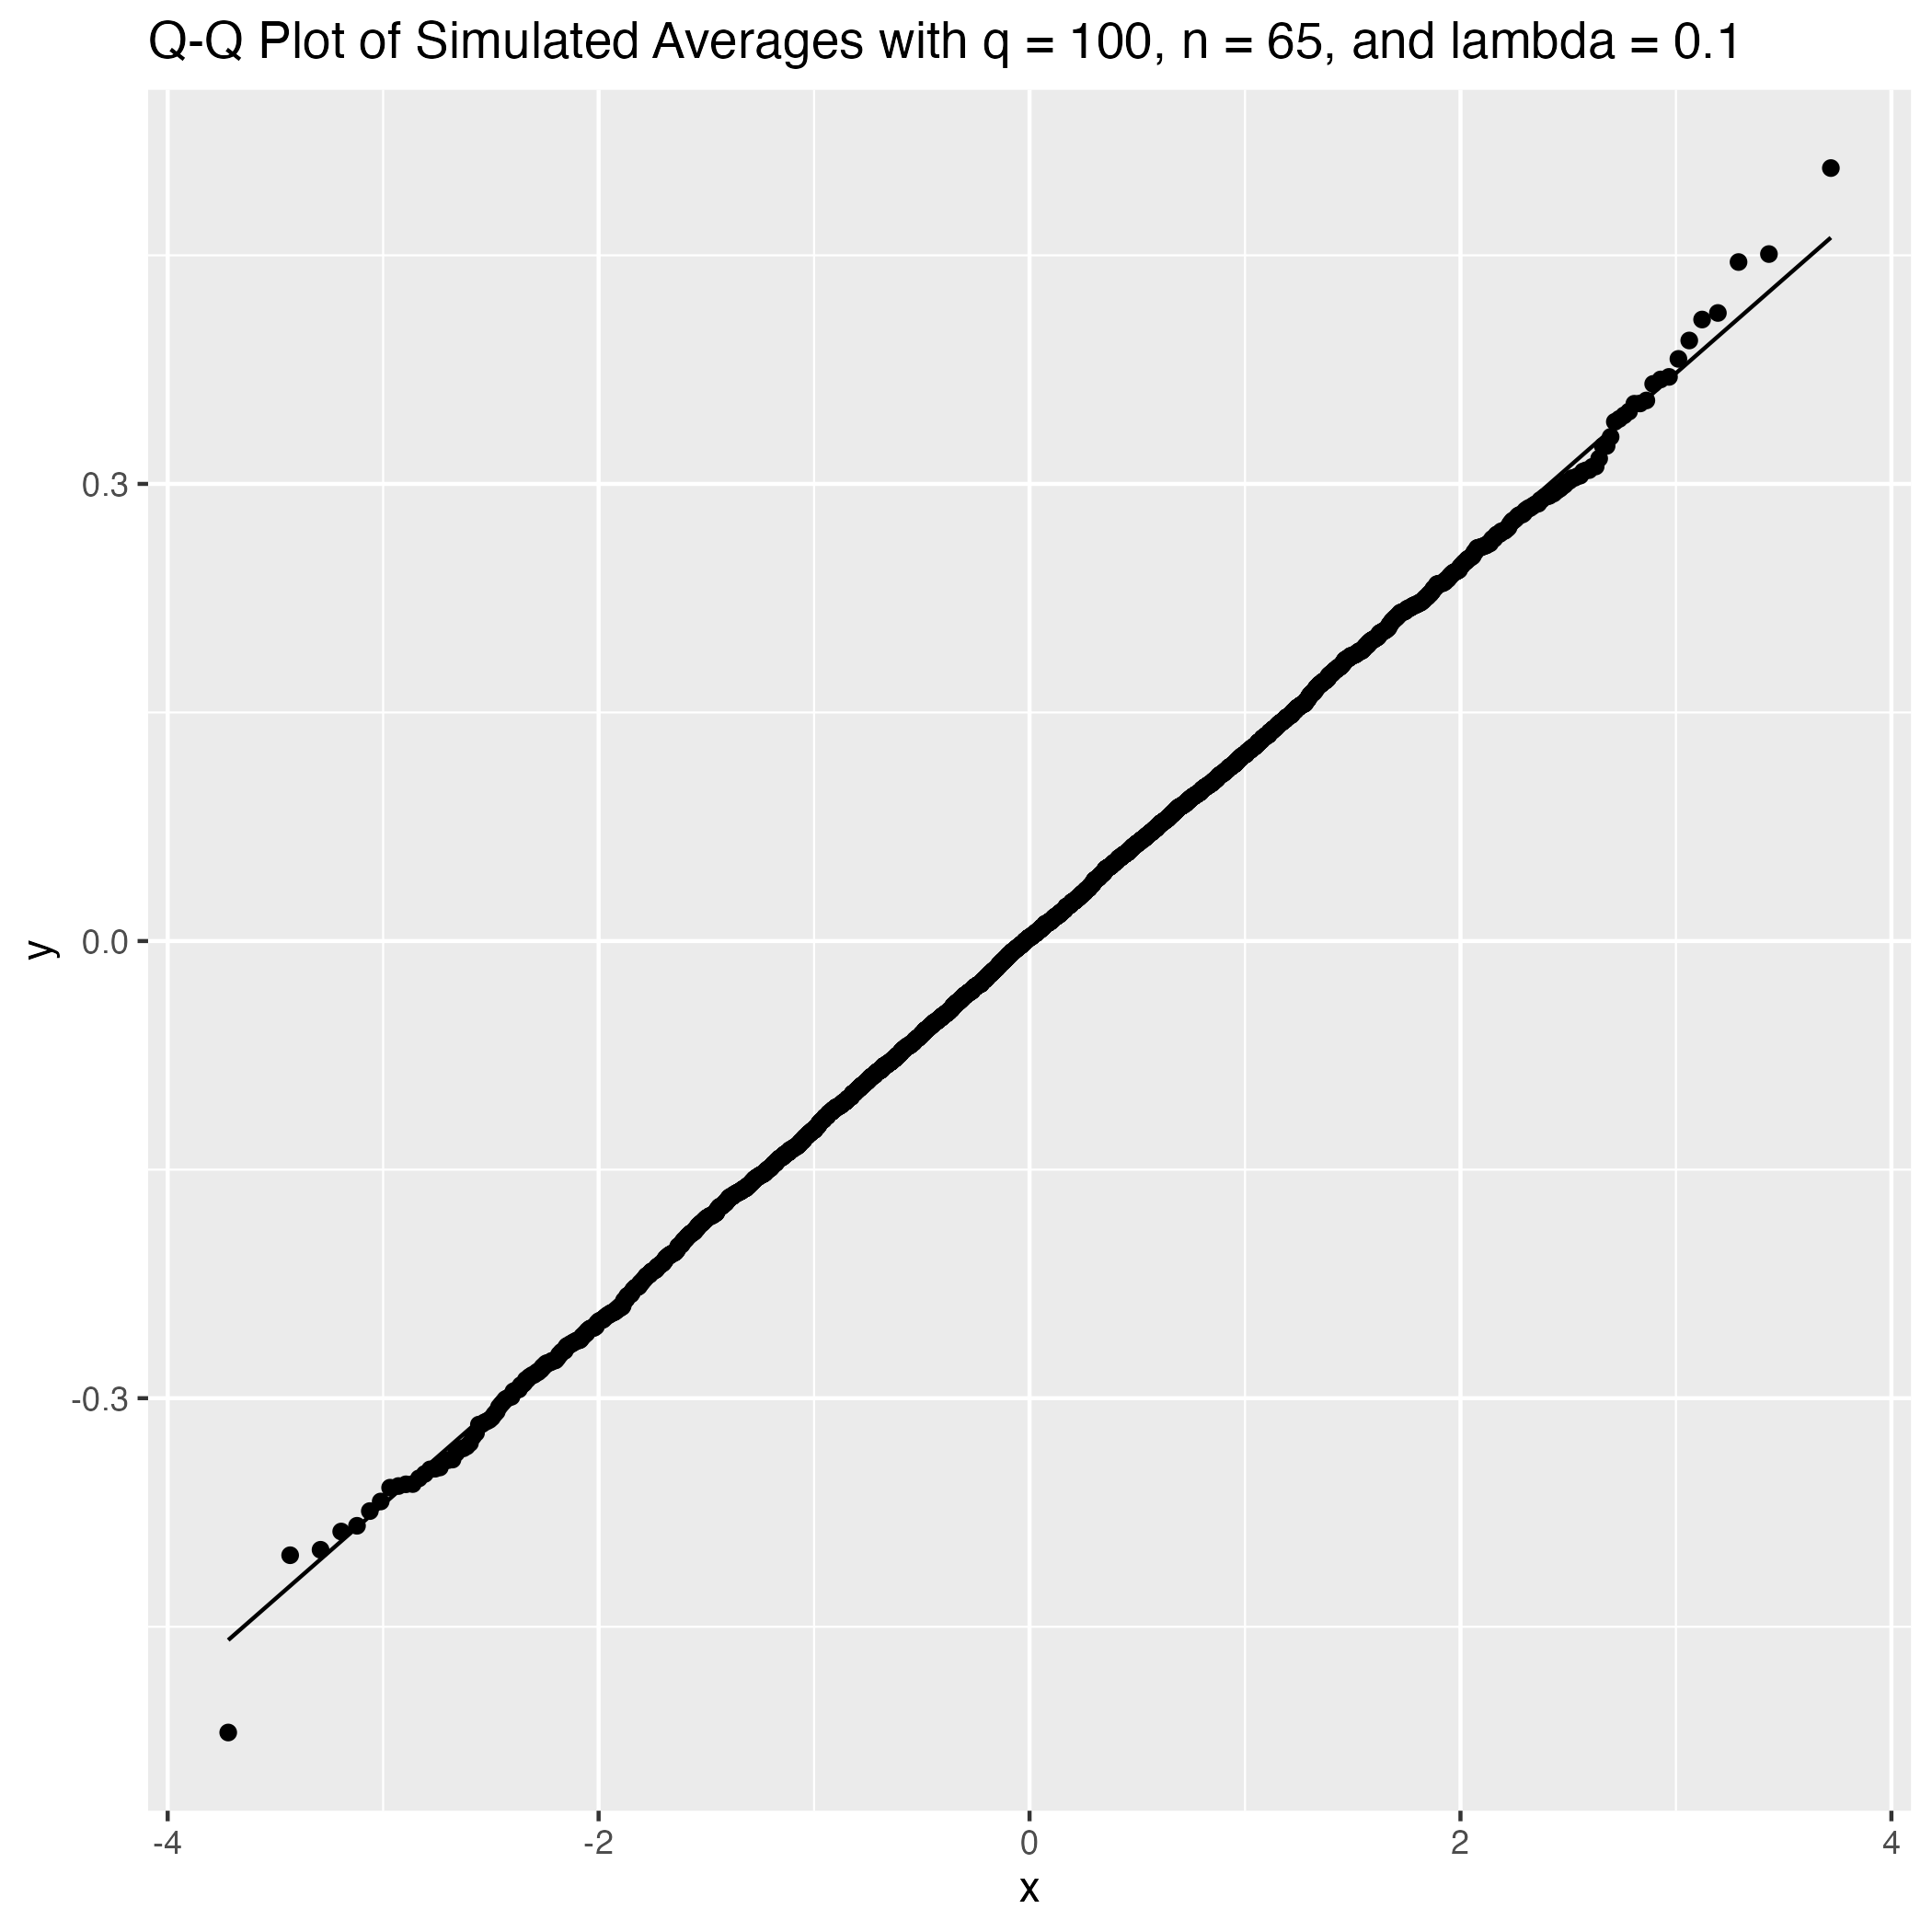 Q-Q Plot of Simulated Averages with q = 100, n = 65, and lambda = 0.1
y
0.3
0.0
-0.3
-4 -2 0 2 4
x